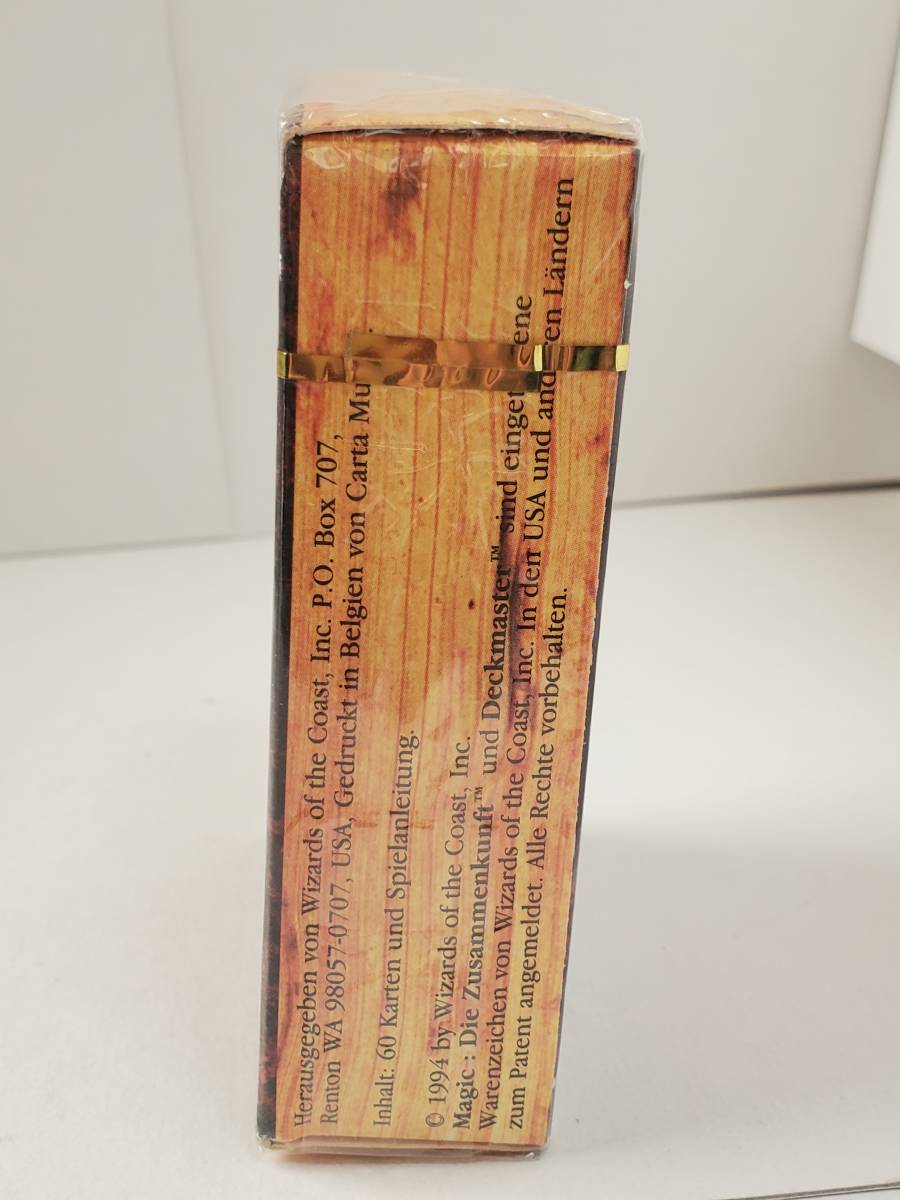 Herausgegeben von Wizards of the Coast, Inc. P.O. Box 707,
Renton WA 98057-0707, USA, Gedruckt in Belgien von Carta
Inhalt: 60 Karten und Spielanleitung.
© 1994 by Wizards of the Coast, Inc.
Magic : Die Zusammenkunft™ und Deckmaster™ sind
Warenzeichen von Wizards of the Coast, Inc. In den USA und anderen Ländern
zum Patent angemeldet. Alle Rechte vorbehalten.